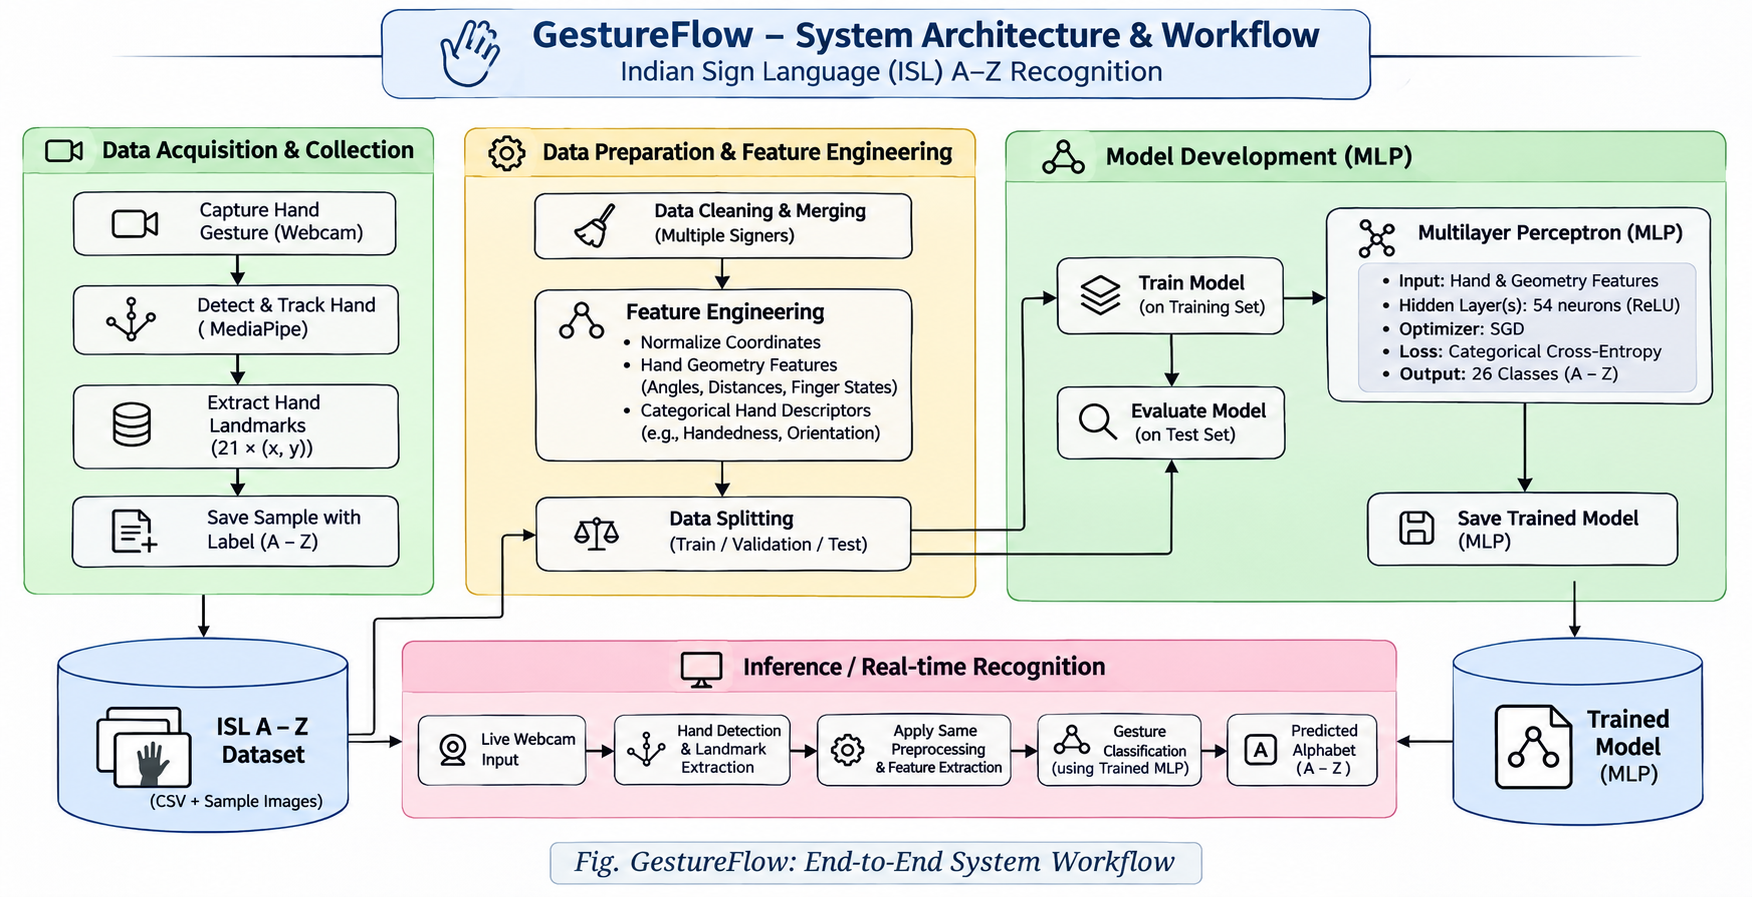 GestureFlow – System Architecture & Workflow
Indian Sign Language (ISL) A–Z Recognition
Data Acquisition & Collection
Capture Hand
Gesture (Webcam)
Detect & Track Hand
( MediaPipe)
Extract Hand
Landmarks
(21 × (x, y))
Save Sample with
Label (A – Z)
Data Preparation & Feature Engineering
Data Cleaning & Merging
(Multiple Signers)
Feature Engineering
• Normalize Coordinates
• Hand Geometry Features
(Angles, Distances, Finger States)
• Categorical Hand Descriptors
(e.g., Handedness, Orientation)
Data Splitting
(Train / Validation / Test)
Model Development (MLP)
Train Model
(on Training Set)
Evaluate Model
(on Test Set)
Multilayer Perceptron (MLP)
• Input: Hand & Geometry Features
• Hidden Layer(s): 54 neurons (ReLU)
• Optimizer: SGD
• Loss: Categorical Cross-Entropy
• Output: 26 Classes (A – Z)
Save Trained Model
(MLP)
ISL A – Z
Dataset
(CSV + Sample Images)
Inference / Real-time Recognition
Live Webcam
Input
Hand Detection
& Landmark
Extraction
Apply Same
Preprocessing
& Feature Extraction
Gesture
Classification
(using Trained MLP)
A
Predicted
Alphabet
(A – Z)
Trained
Model
(MLP)
Fig. GestureFlow: End-to-End System Workflow